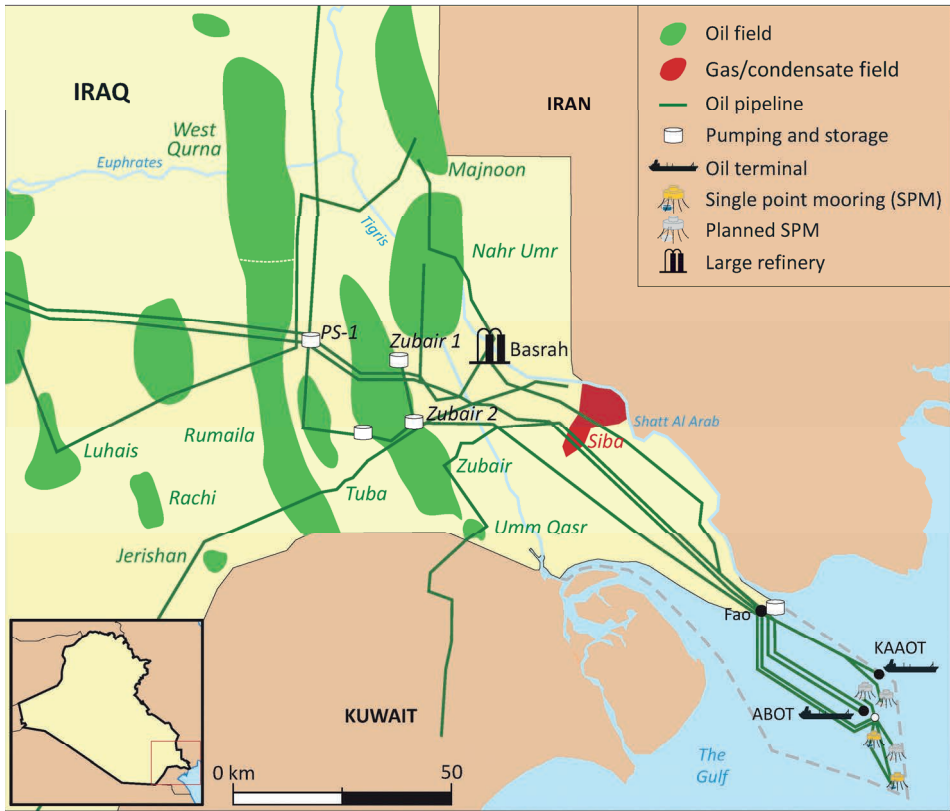 IRAQ
IRAN
Oil field
Gas/condensate field
Oil pipeline
Pumping and storage
Oil terminal
Single point mooring (SPM)
Planned SPM
Large refinery
West
Qurna
Euphrates
Majnoon
Tigris
Nahr Umr
PS-1
Zubair 1
Basrah
Zubair 2
Rumaila
Luhais
Siba
Shatt Al Arab
Zubair
Tuba
Rachi
Umm Qasr
Jerishan
Fao
KAAOT
ABOT
KUWAIT
The
Gulf
0 km
50